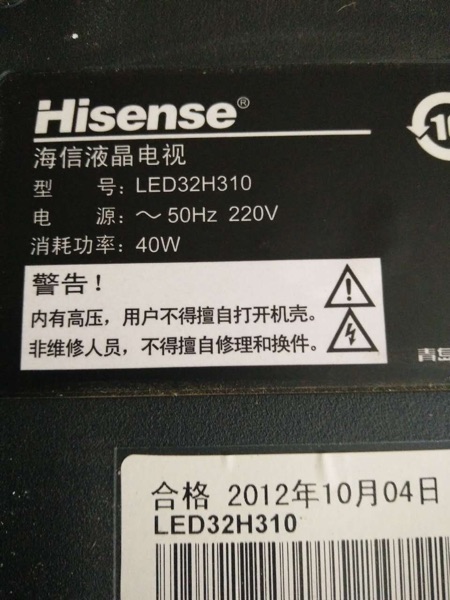 Hisense®
10
海信液晶电视
型 号：LED32H310
电 源：～ 50Hz 220V
消耗功率：40W
警告！
内有高压，用户不得擅自打开机壳。
非维修人员，不得擅自修理和换件。
青岛
合格 2012年10月04日
LED32H310